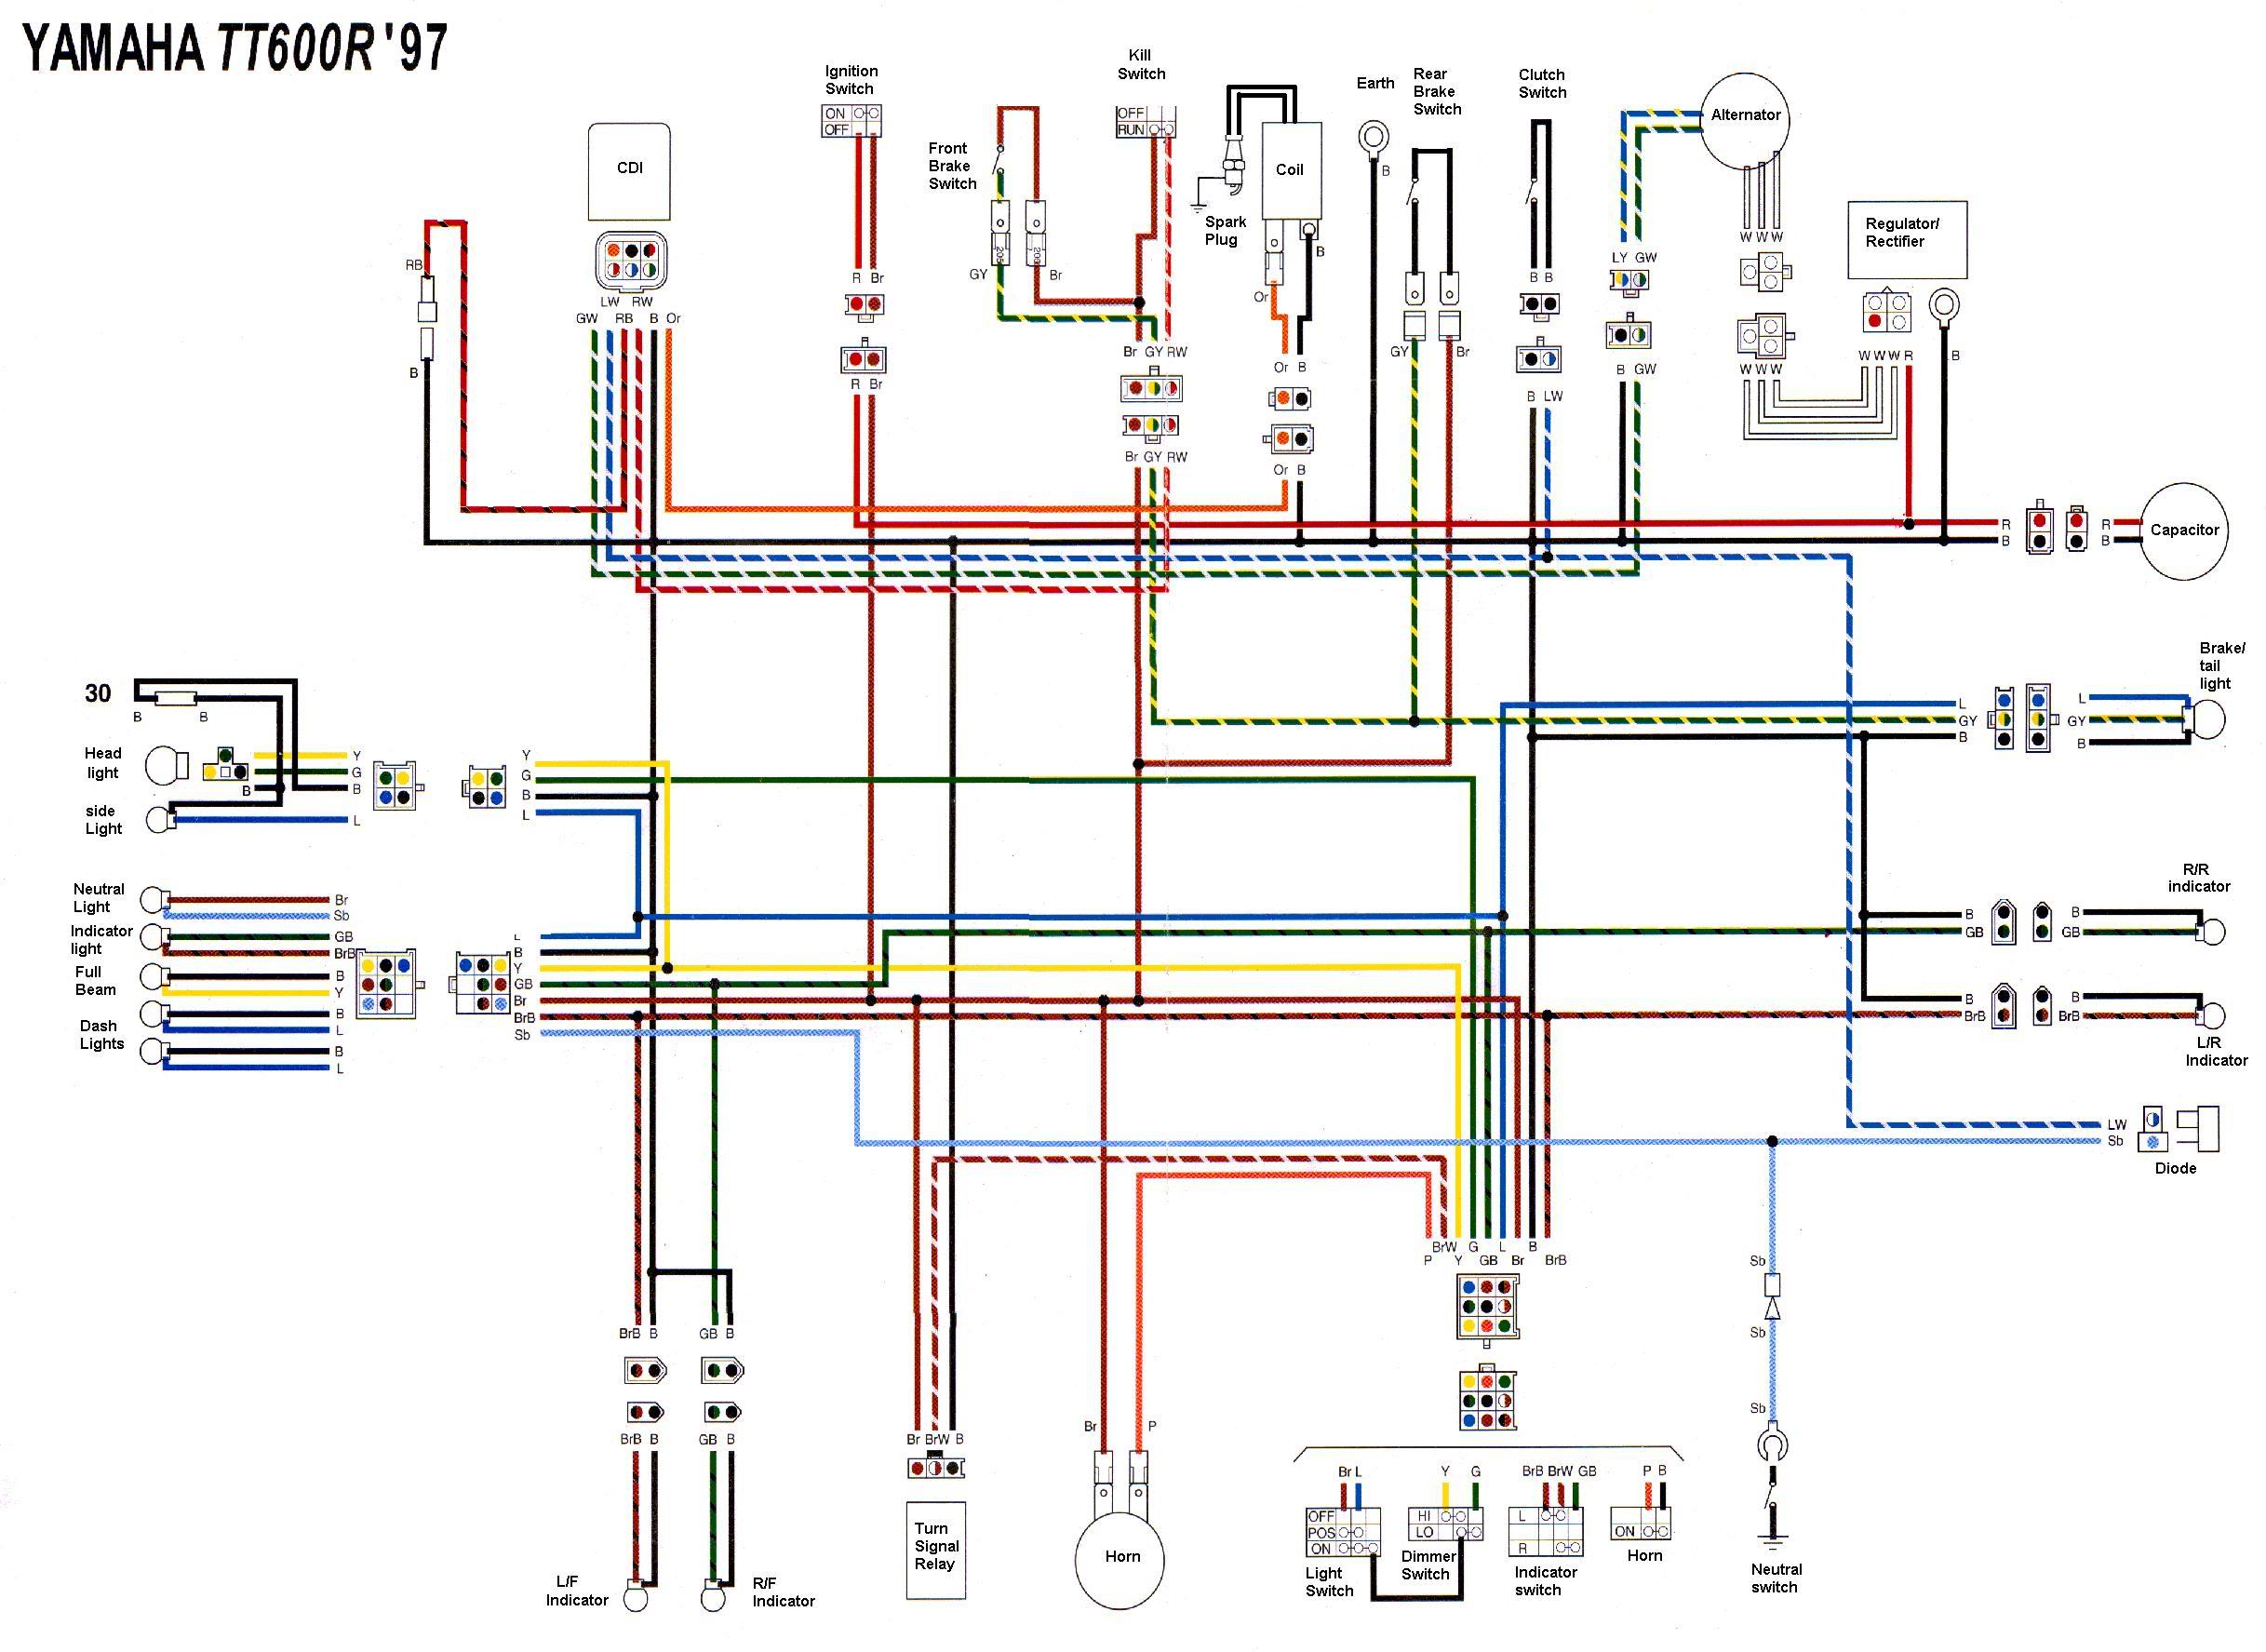 YAMAHA TT600R '97
Ignition
Switch
ON
OFF
Kill
Switch
OFF
RUN
Earth
Rear
Brake
Switch
Clutch
Switch
Alternator
CDI
Front
Brake
Switch
Coil
Spark
Plug
Regulator/
Rectifier
B
B
RB
R Br
GY
Br
Or
B B
LY GW
W W W
LW RW
GW RB B Or
Br GY RW
Or B
GY
Br
B GW
W W W R
B
W W W
B
R Br
B LW
Br GY RW
Or B
R
B
R
B
Capacitor
30
B
B
Head
light
Y
G
B
B
side
Light
L
Y
G
B
L
L
GY
B
L
GY
B
Brake/
tail
light
Neutral
Light
Br
Sb
Indicator
light
GB
BrB
Full
Beam
B
Y
Dash
Lights
B
L
B
L
L
B
Y
GB
Br
BrB
Sb
B
GB
B
GB
R/R
indicator
B
BrB
B
BrB
L/R
Indicator
LW
Sb
Diode
BrW G L B
P Y GB Br BrB
Sb
Sb
Sb
BrB B
GB B
BrB B
GB B
Br BrW B
Br
P
Br L
Y G
BrB BrW GB
P B
Turn
Signal
Relay
Horn
OFF
POS
ON
Light
Switch
HI
LO
Dimmer
Switch
L
R
Indicator
switch
ON
Horn
Neutral
switch
L/F
Indicator
R/F
Indicator